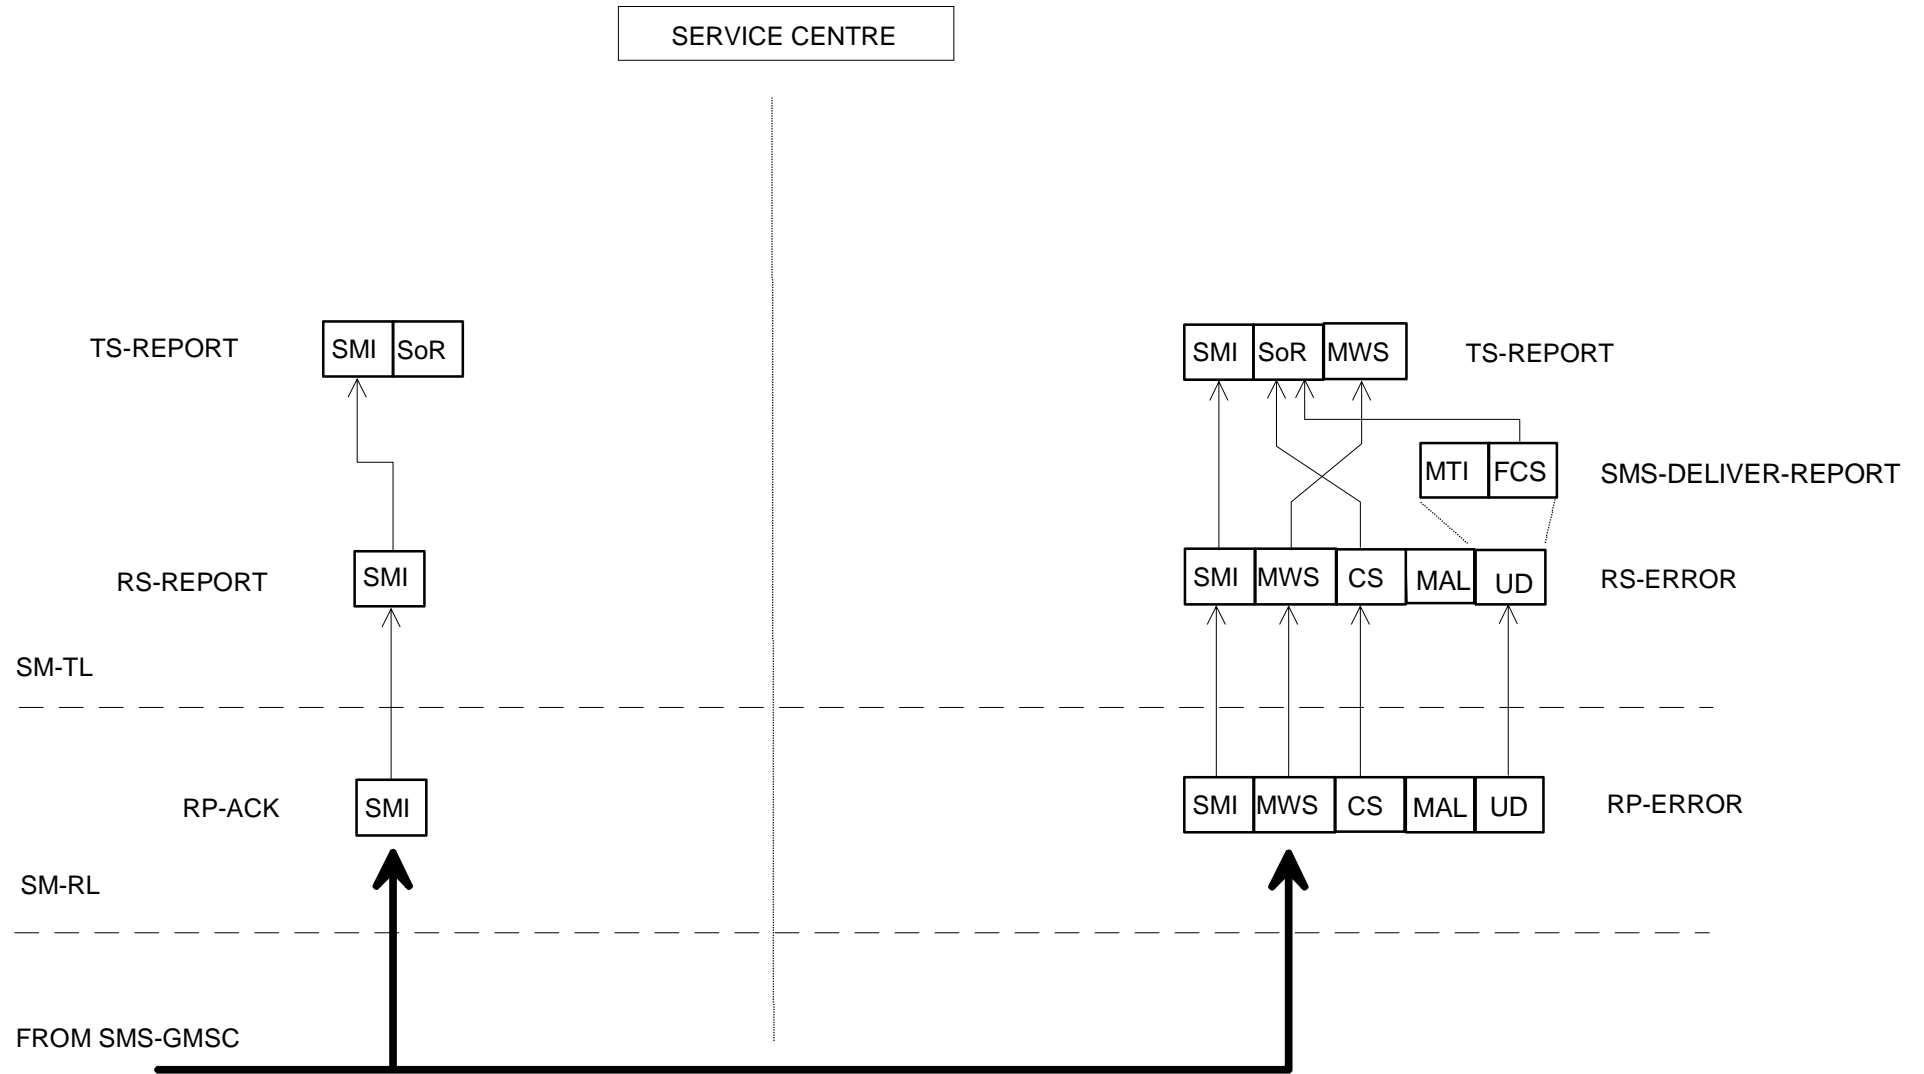 SERVICE CENTRE
TS-REPORT SMI SoR SMI SoR MWS TS-REPORT
MTI FCS SMS-DELIVER-REPORT
RS-REPORT SMI SMI MWS CS MAL UD RS-ERROR
SM-TL
RP-ACK SMI SMI MWS CS MAL UD RP-ERROR
SM-RL
FROM SMS-GMSC